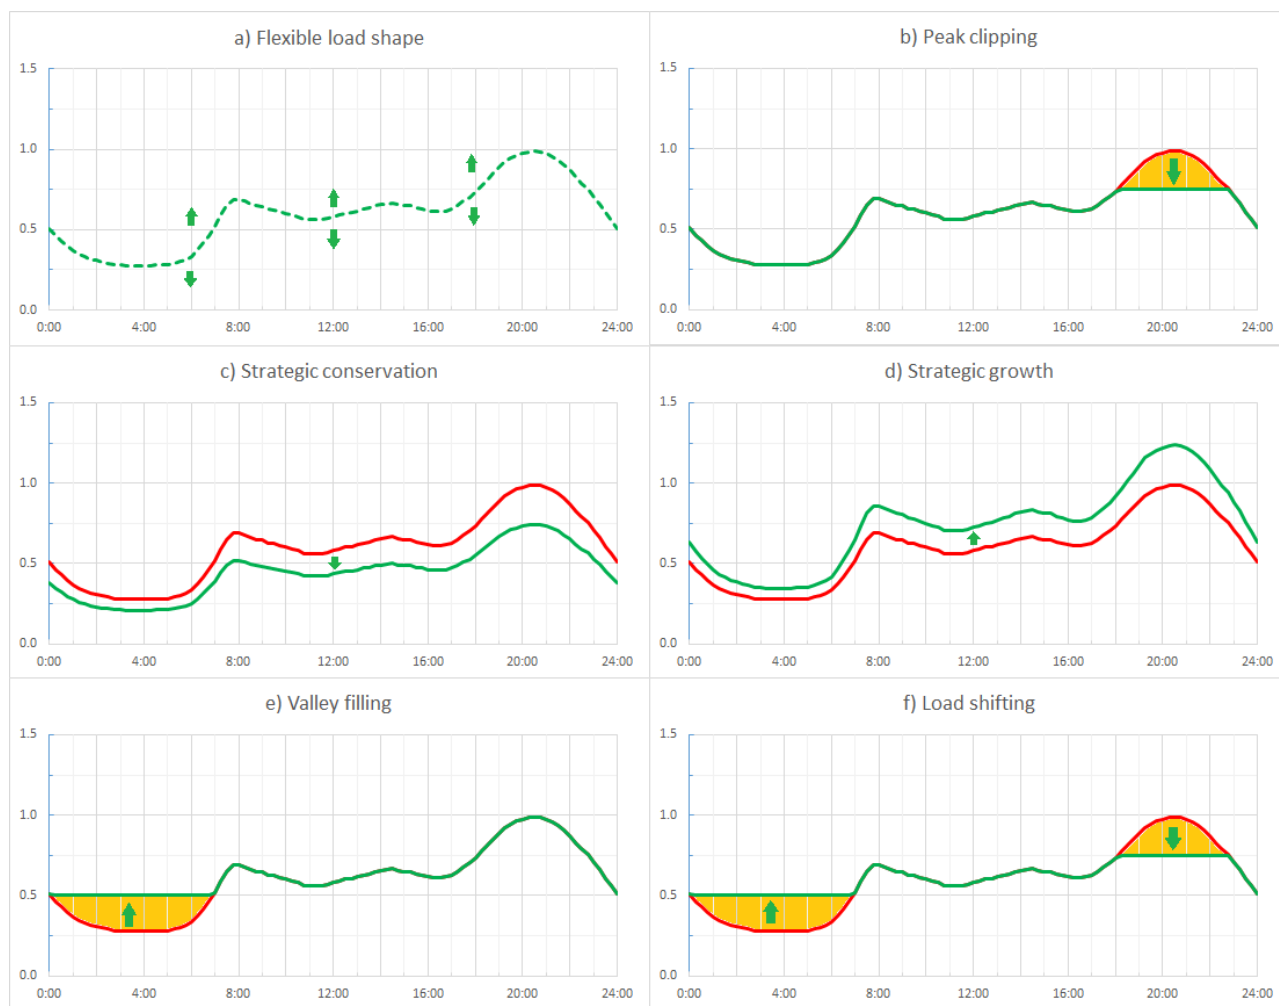 a) Flexible load shape
1.5
1.0
0.5
0.0
0:00 4:00 8:00 12:00 16:00 20:00 24:00
b) Peak clipping
1.5
1.0
0.5
0.0
0:00 4:00 8:00 12:00 16:00 20:00 24:00
c) Strategic conservation
1.5
1.0
0.5
0.0
0:00 4:00 8:00 12:00 16:00 20:00 24:00
d) Strategic growth
1.5
1.0
0.5
0.0
0:00 4:00 8:00 12:00 16:00 20:00 24:00
e) Valley filling
1.5
1.0
0.5
0.0
0:00 4:00 8:00 12:00 16:00 20:00 24:00
f) Load shifting
1.5
1.0
0.5
0.0
0:00 4:00 8:00 12:00 16:00 20:00 24:00